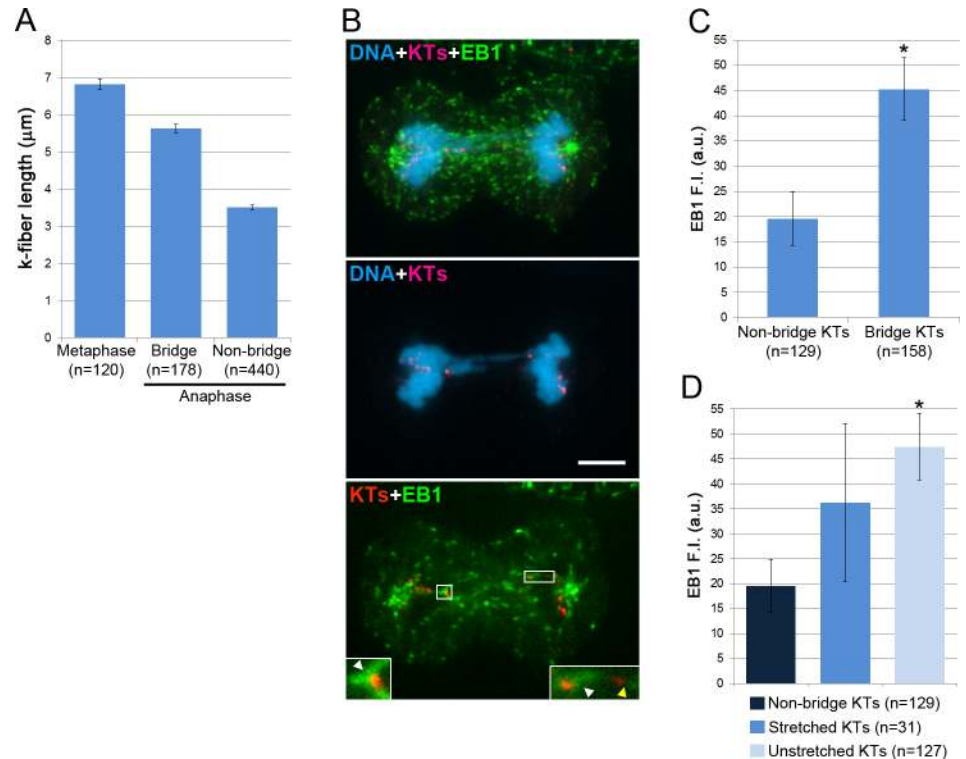 A
8
7
6
5
4
3
2
1
0
k-fiber length (μm)
Metaphase
(n=120)
Bridge
(n=178)
Non-bridge
(n=440)
Anaphase
B
DNA+KTs+EB1
DNA+KTs
KTs+EB1
C
55
50
45
40
35
30
25
20
15
10
5
0
EB1 F.I. (a.u.)
*
Non-bridge KTs
(n=129)
Bridge KTs
(n=158)
D
55
50
45
40
35
30
25
20
15
10
5
0
EB1 F.I. (a.u.)
*
Non-bridge KTs (n=129)
Stretched KTs (n=31)
Unstretched KTs (n=127)